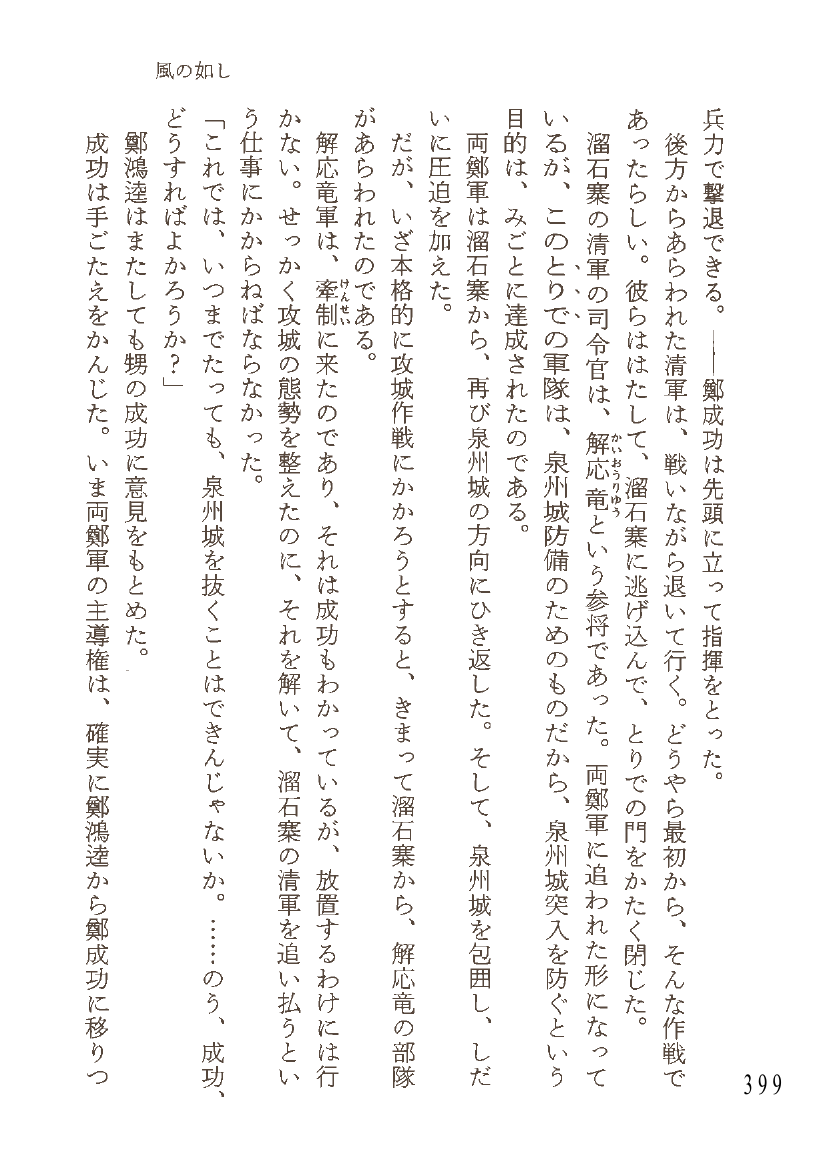 風の如し
兵力で撃退できる。――鄭成功は先頭に立って指揮をとった。
後方からあらわれた清軍は、戦いながら退いて行く。どうやら最初から、そんな作戦で
あったらしい。彼らははたして、溜石寨に逃げ込んで、とりでの門をかたく閉じた。
溜石寨の清軍の司令官は、解応竜という参将であった。両鄭軍に追われた形になって
かいおうりゆう
いるが、このとりでの軍隊は、泉州城防備のためのものだから、泉州城突入を防ぐという
目的は、みごとに達成されたのである。
両鄭軍は溜石寨から、再び泉州城の方向にひき返した。そして、泉州城を包囲し、しだ
いに圧迫を加えた。
だが、いざ本格的に攻城作戦にかかろうとすると、きまって溜石寨から、解応竜の部隊
があらわれたのである。
解応竜軍は、牽制に来たのであり、それは成功もわかっているが、放置するわけには行
けんせい
かない。せっかく攻城の態勢を整えたのに、それを解いて、溜石寨の清軍を追い払うとい
う仕事にかからねばならなかった。
「これでは、いつまでたっても、泉州城を抜くことはできんじゃないか。……のう、成功、
どうすればよかろうか?」
鄭鴻逵はまたしても甥の成功に意見をもとめた。
成功は手ごたえをかんじた。いま両鄭軍の主導権は、確実に鄭鴻逵から鄭成功に移りつ
399